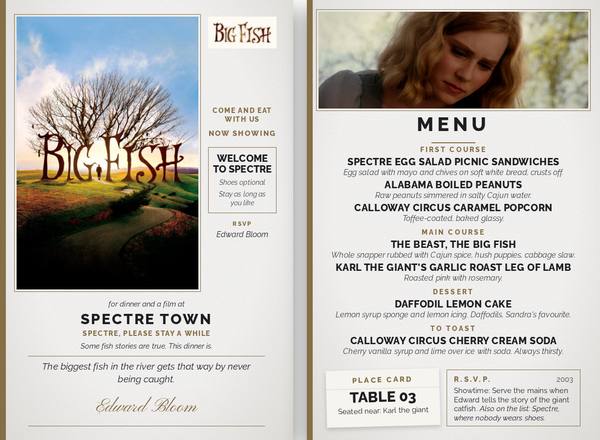 BIG FISH
BIG FISH
COME AND EAT
WITH US
NOW SHOWING
WELCOME
TO SPECTRE
Shoes optional
Stay as long as
you like
RSVP
Edward Bloom
for dinner and a film at
SPECTRE TOWN
SPECTRE, PLEASE STAY A WHILE
Some fish stories are true. This dinner is.
The biggest fish in the river gets that way by never
being caught.
Edward Bloom
MENU
FIRST COURSE
SPECTRE EGG SALAD PICNIC SANDWICHES
Egg salad with mayo and chives on soft white bread, crusts off
ALABAMA BOILED PEANUTS
Raw peanuts simmered in salty Cajun water.
CALLOWAY CIRCUS CARAMEL POPCORN
Toffee-coated, baked glassy.
MAIN COURSE
THE BEAST, THE BIG FISH
Whole snapper rubbed with Cajun spice, hush puppies, cabbage slaw.
KARL THE GIANT'S GARLIC ROAST LEG OF LAMB
Roasted pink with rosemary.
DESSERT
DAFFODIL LEMON CAKE
Lemon syrup sponge and lemon icing. Daffodils, Sandra's favourite.
TO TOAST
CALLOWAY CIRCUS CHERRY CREAM SODA
Cherry vanilla syrup and lime over ice with soda. Always thirsty.
PLACE CARD
TABLE 03
Seated near: Karl the giant
R.S.V.P. 2003
Showtime: Serve the mains when
Edward tells the story of the giant
catfish. Also on the list: Spectre,
where nobody wears shoes.